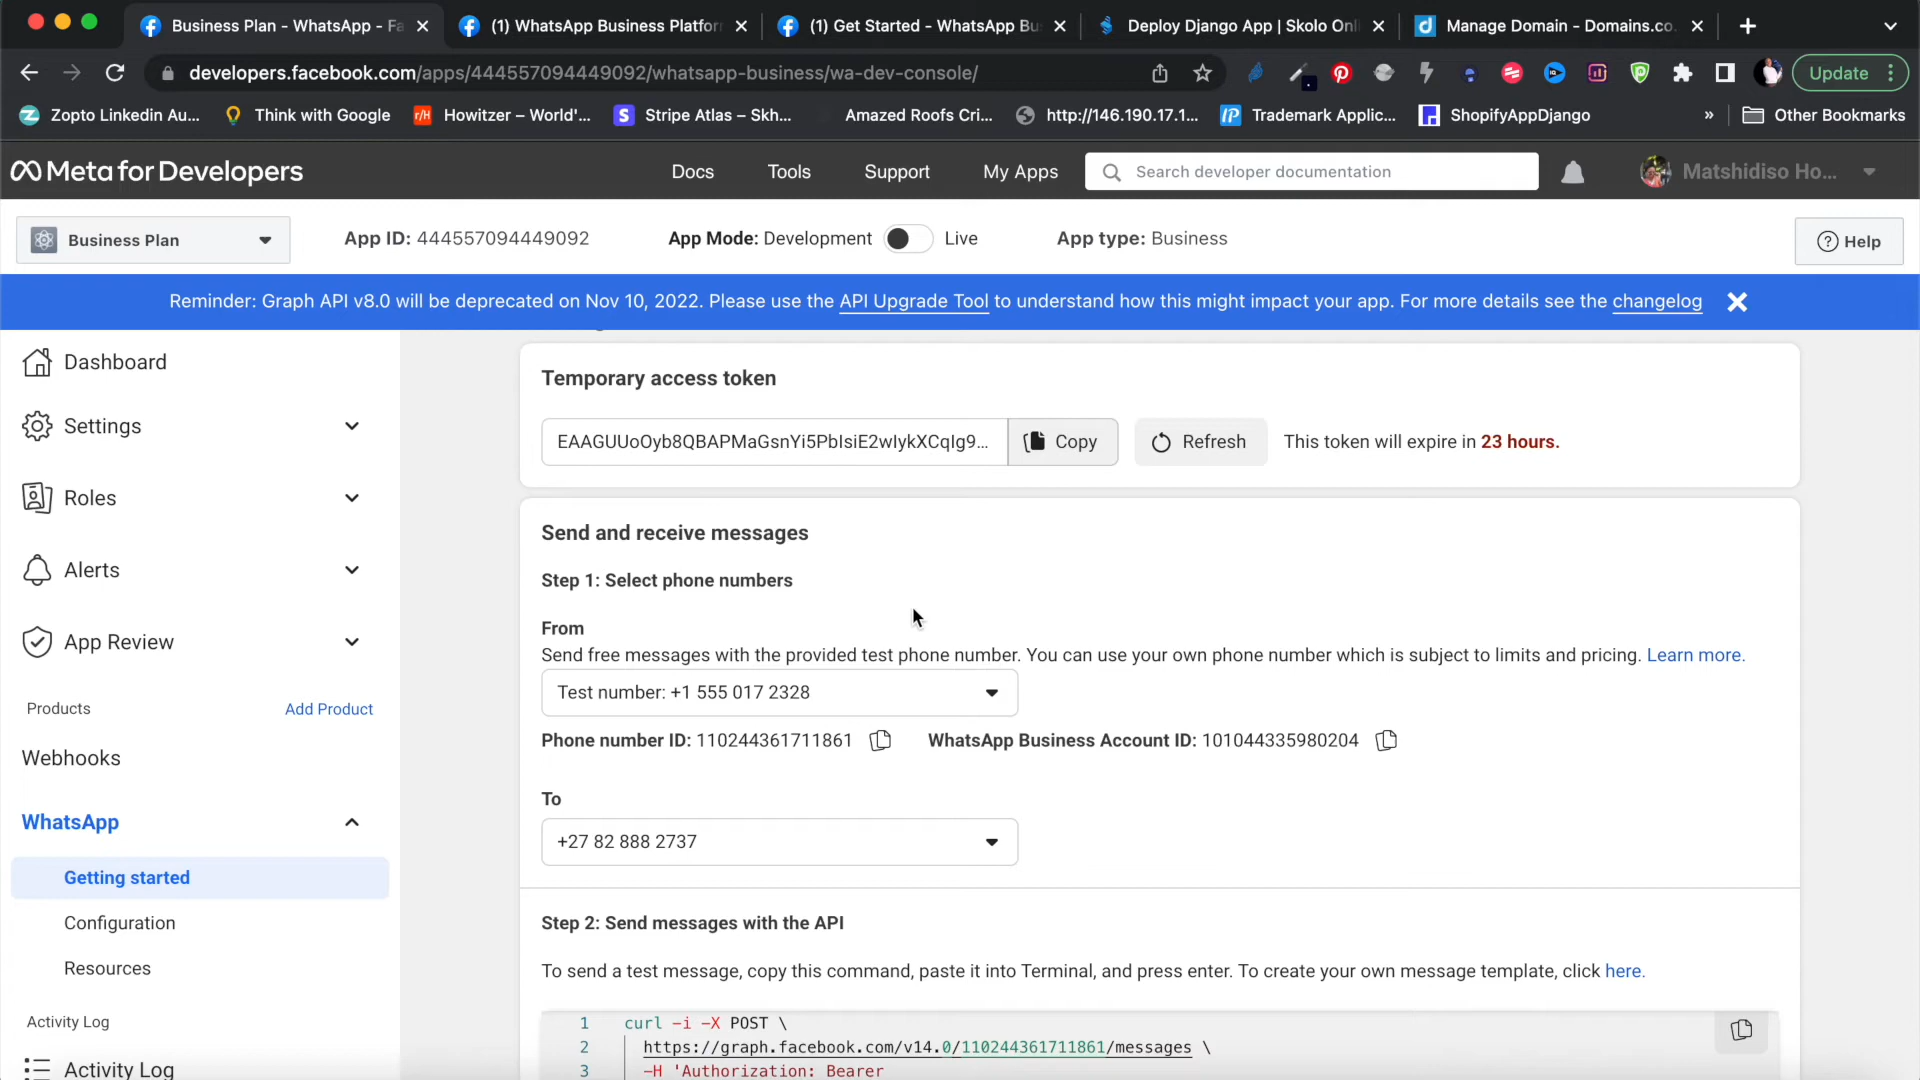 Business Plan - WhatsApp - Fa
(1) WhatsApp Business Platfor
(1) Get Started - WhatsApp Bu
Deploy Django App | Skolo Onl
Manage Domain - Domains.co.
developers.facebook.com/apps/444557094449092/whatsapp-business/wa-dev-console/
Update
Zopto Linkedin Au...
Think with Google
Howitzer – World'...
Stripe Atlas – Skh...
Amazed Roofs Cri...
http://146.190.17.1...
Trademark Applic...
ShopifyAppDjango
»
Other Bookmarks
Meta for Developers
Docs
Tools
Support
My Apps
Search developer documentation
Matshidiso Ho...
Business Plan
App ID: 444557094449092
App Mode: Development
Live
App type: Business
Help
Reminder: Graph API v8.0 will be deprecated on Nov 10, 2022. Please use the API Upgrade Tool to understand how this might impact your app. For more details see the changelog
Dashboard
Settings
Roles
Alerts
App Review
Products
Add Product
Webhooks
WhatsApp
Getting started
Configuration
Resources
Activity Log
Activity Log
Temporary access token
EAAGUUoOyb8QBAPMaGsnYi5PbIsiE2wIykXCqIg9...
Copy
Refresh
This token will expire in 23 hours.
Send and receive messages
Step 1: Select phone numbers
From
Send free messages with the provided test phone number. You can use your own phone number which is subject to limits and pricing. Learn more.
Test number: +1 555 017 2328
Phone number ID: 110244361711861
WhatsApp Business Account ID: 101044335980204
To
+27 82 888 2737
Step 2: Send messages with the API
To send a test message, copy this command, paste it into Terminal, and press enter. To create your own message template, click here.
1 curl -i -X POST \
2 https://graph.facebook.com/v14.0/110244361711861/messages \
3 -H 'Authorization: Bearer